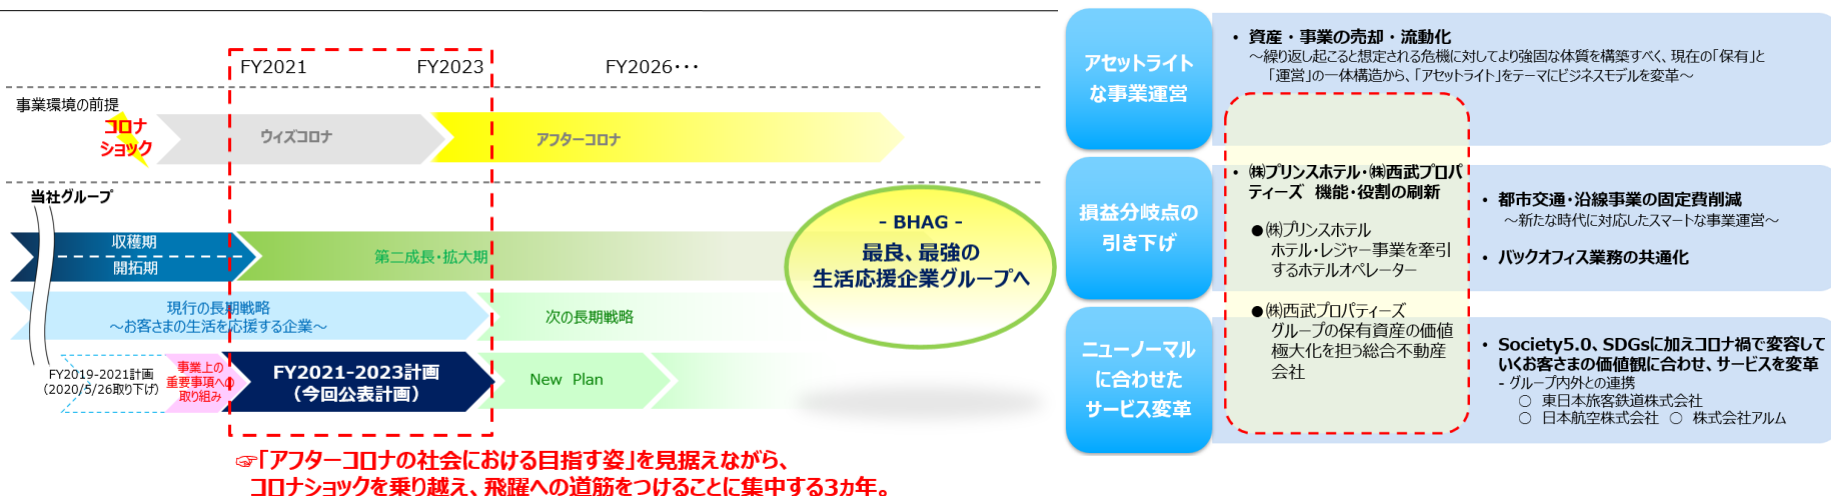 FY2021 FY2023 FY2026･･･
事業環境の前提
コロナ
ショック
ウィズコロナ
アフターコロナ
当社グループ
収穫期
開拓期
第二成長・拡大期
- BHAG -
最良、最強の
生活応援企業グループへ
現行の長期戦略
～お客さまの生活を応援する企業～
次の長期戦略
FY2019-2021計画
（2020/5/26取り下げ）
事業上の
重要事項への
取り組み
FY2021-2023計画
（今回公表計画）
New Plan
☞「アフターコロナの社会における目指す姿」を見据えながら、
コロナショックを乗り越え、飛躍への道筋をつけることに集中する3ヵ年。
アセットライト
な事業運営
• 資産・事業の売却・流動化
～繰り返し起こると想定される危機に対してより強固な体質を構築すべく、現在の「保有」と
「運営」の一体構造から、「アセットライト」をテーマにビジネスモデルを変革～
損益分岐点の
引き下げ
• ㈱プリンスホテル・㈱西武プロパ
ティーズ 機能・役割の刷新
●㈱プリンスホテル
ホテル・レジャー事業を牽引
するホテルオペレーター
●㈱西武プロパティーズ
グループの保有資産の価値
極大化を担う総合不動産
会社
• 都市交通・沿線事業の固定費削減
～新たな時代に対応したスマートな事業運営～
• バックオフィス業務の共通化
ニューノーマル
に合わせた
サービス変革
• Society5.0、SDGsに加えコロナ禍で変容して
いくお客さまの価値観に合わせ、サービスを変革
- グループ内外との連携
○ 東日本旅客鉄道株式会社
○ 日本航空株式会社 ○ 株式会社アルム